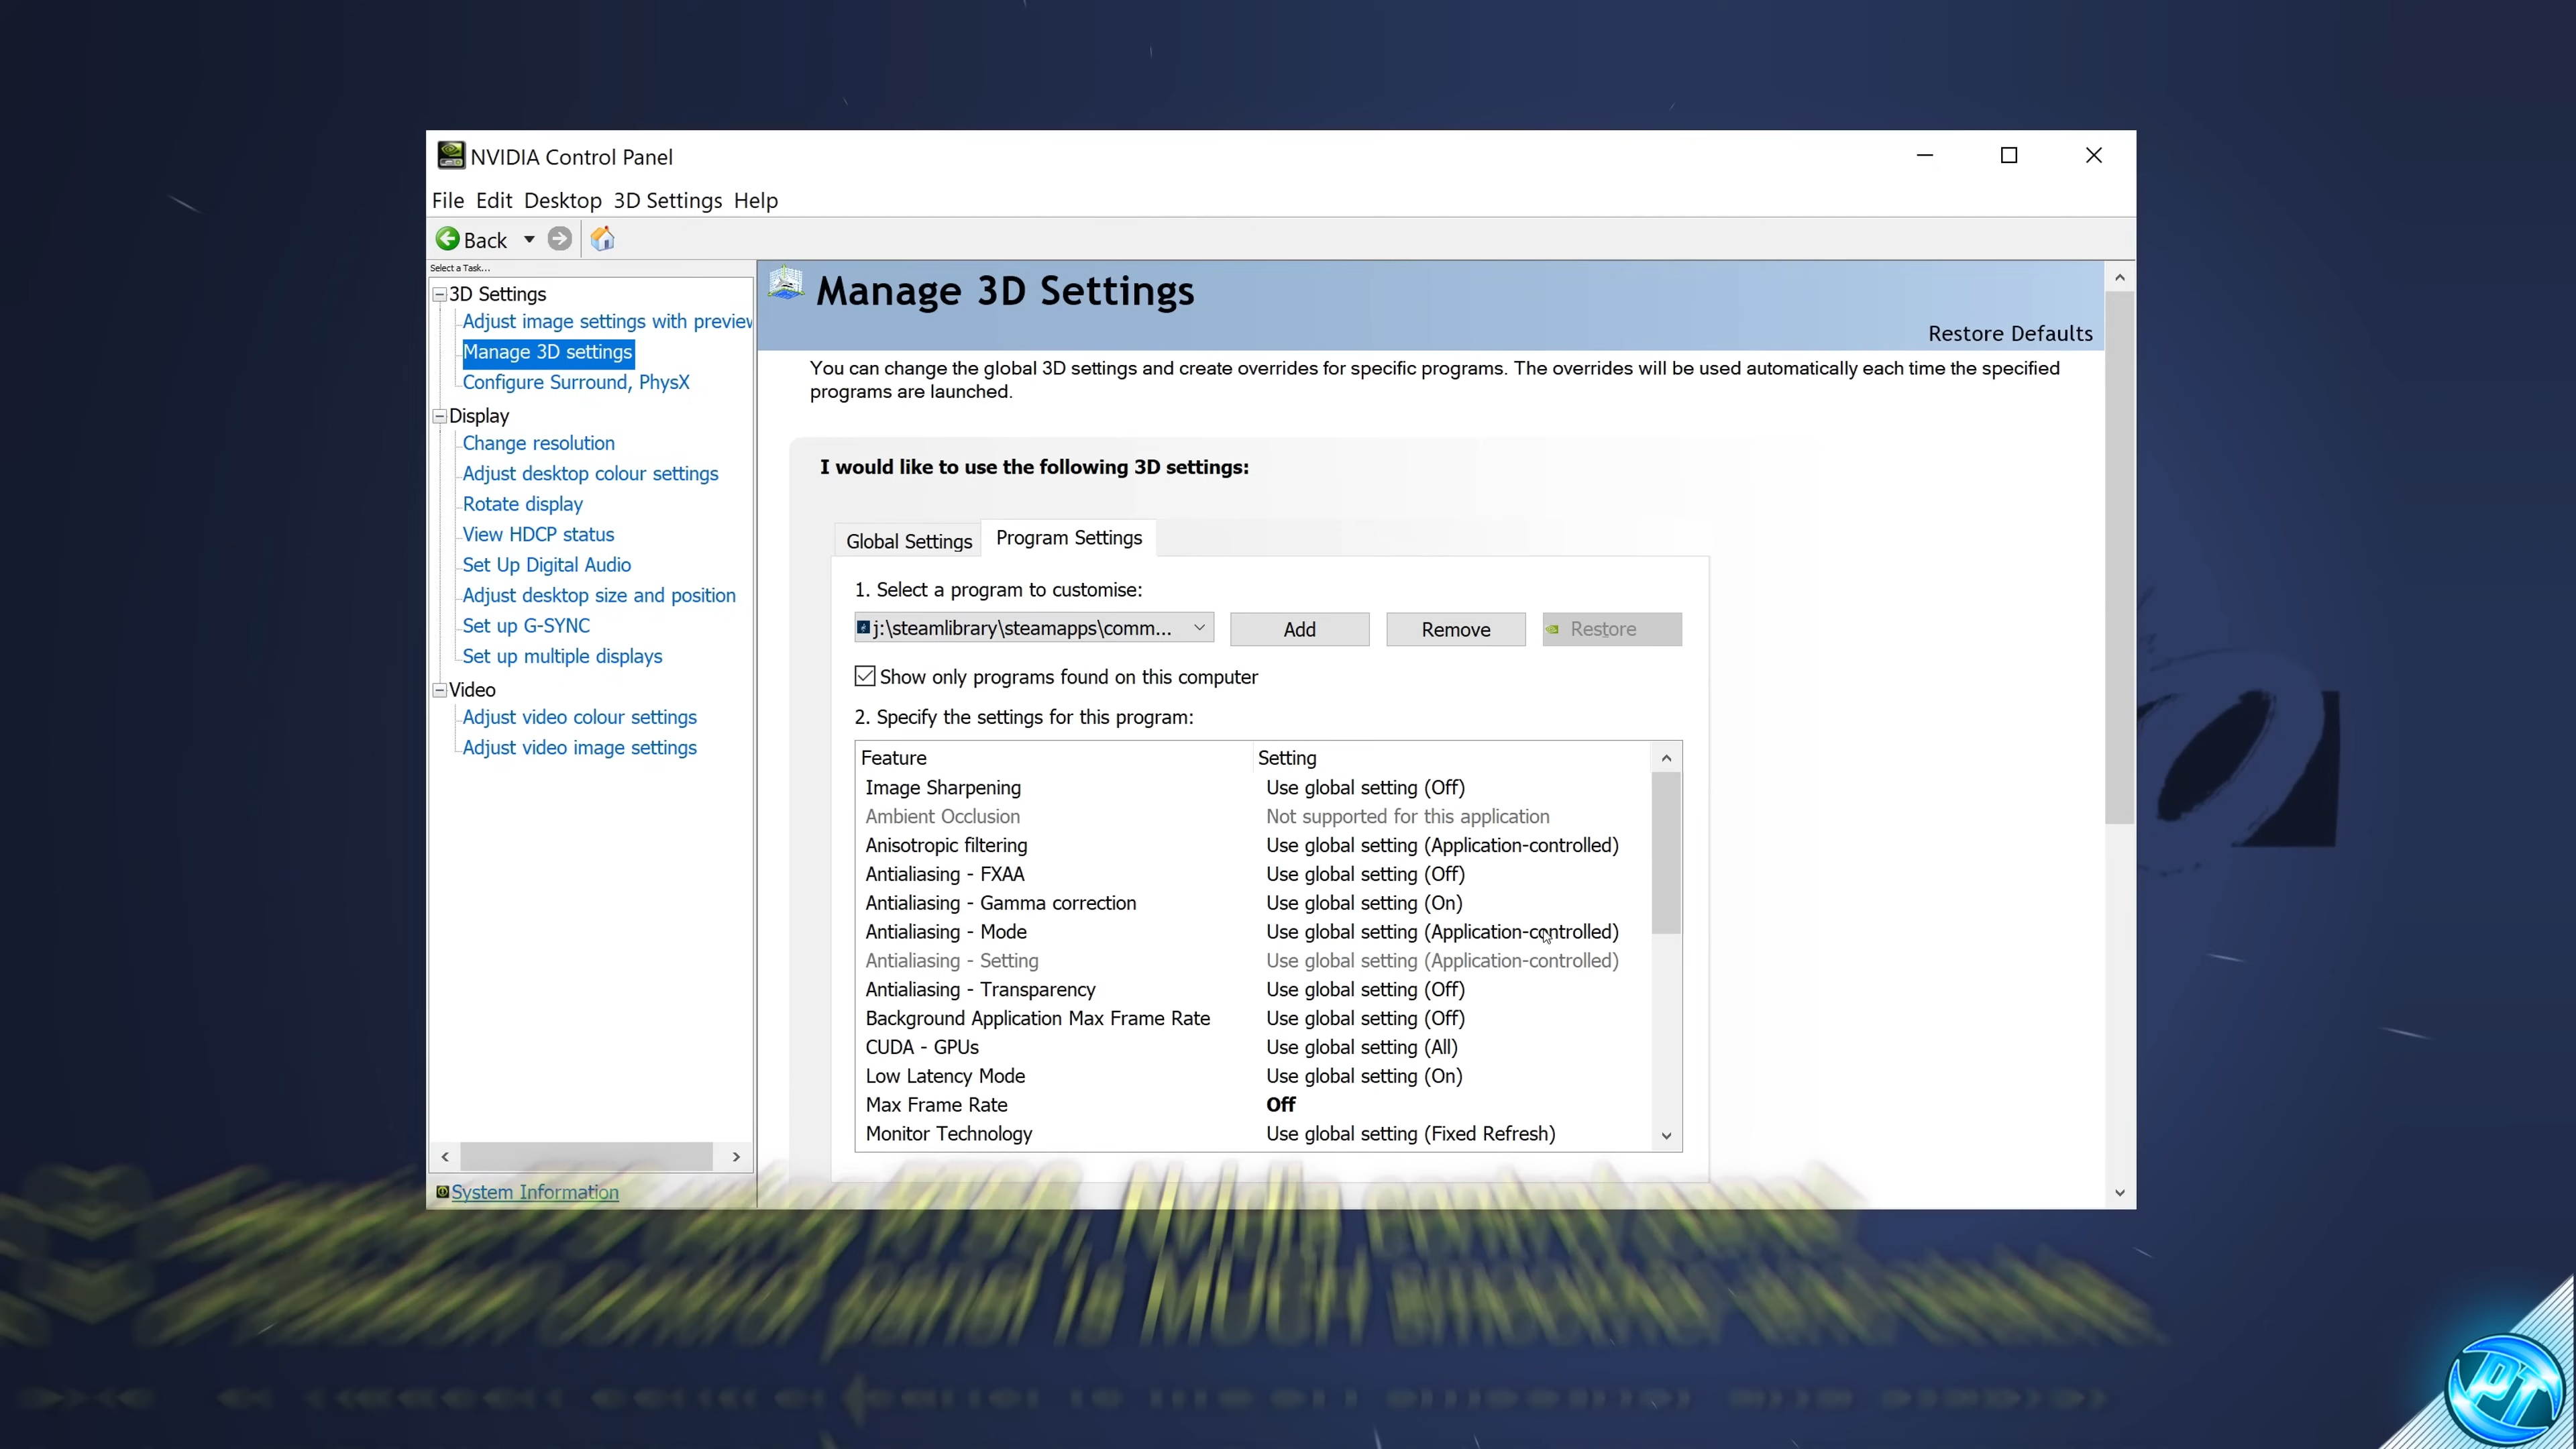 NVIDIA Control Panel
File Edit Desktop 3D Settings Help
Back
Select a Task...
3D Settings
Adjust image settings with preview
Manage 3D settings
Configure Surround, PhysX
Display
Change resolution
Adjust desktop colour settings
Rotate display
View HDCP status
Set Up Digital Audio
Adjust desktop size and position
Set up G-SYNC
Set up multiple displays
Video
Adjust video colour settings
Adjust video image settings
System Information
Manage 3D Settings
Restore Defaults
You can change the global 3D settings and create overrides for specific programs. The overrides will be used automatically each time the specified
programs are launched.
I would like to use the following 3D settings:
Global Settings Program Settings
1. Select a program to customise:
j:\steamlibrary\steamapps\comm... Add Remove Restore
Show only programs found on this computer
2. Specify the settings for this program:
Feature Setting
Image Sharpening Use global setting (Off)
Ambient Occlusion Not supported for this application
Anisotropic filtering Use global setting (Application-controlled)
Antialiasing - FXAA Use global setting (Off)
Antialiasing - Gamma correction Use global setting (On)
Antialiasing - Mode Use global setting (Application-controlled)
Antialiasing - Setting Use global setting (Application-controlled)
Antialiasing - Transparency Use global setting (Off)
Background Application Max Frame Rate Use global setting (Off)
CUDA - GPUs Use global setting (All)
Low Latency Mode Use global setting (On)
Max Frame Rate Off
Monitor Technology Use global setting (Fixed Refresh)
PT